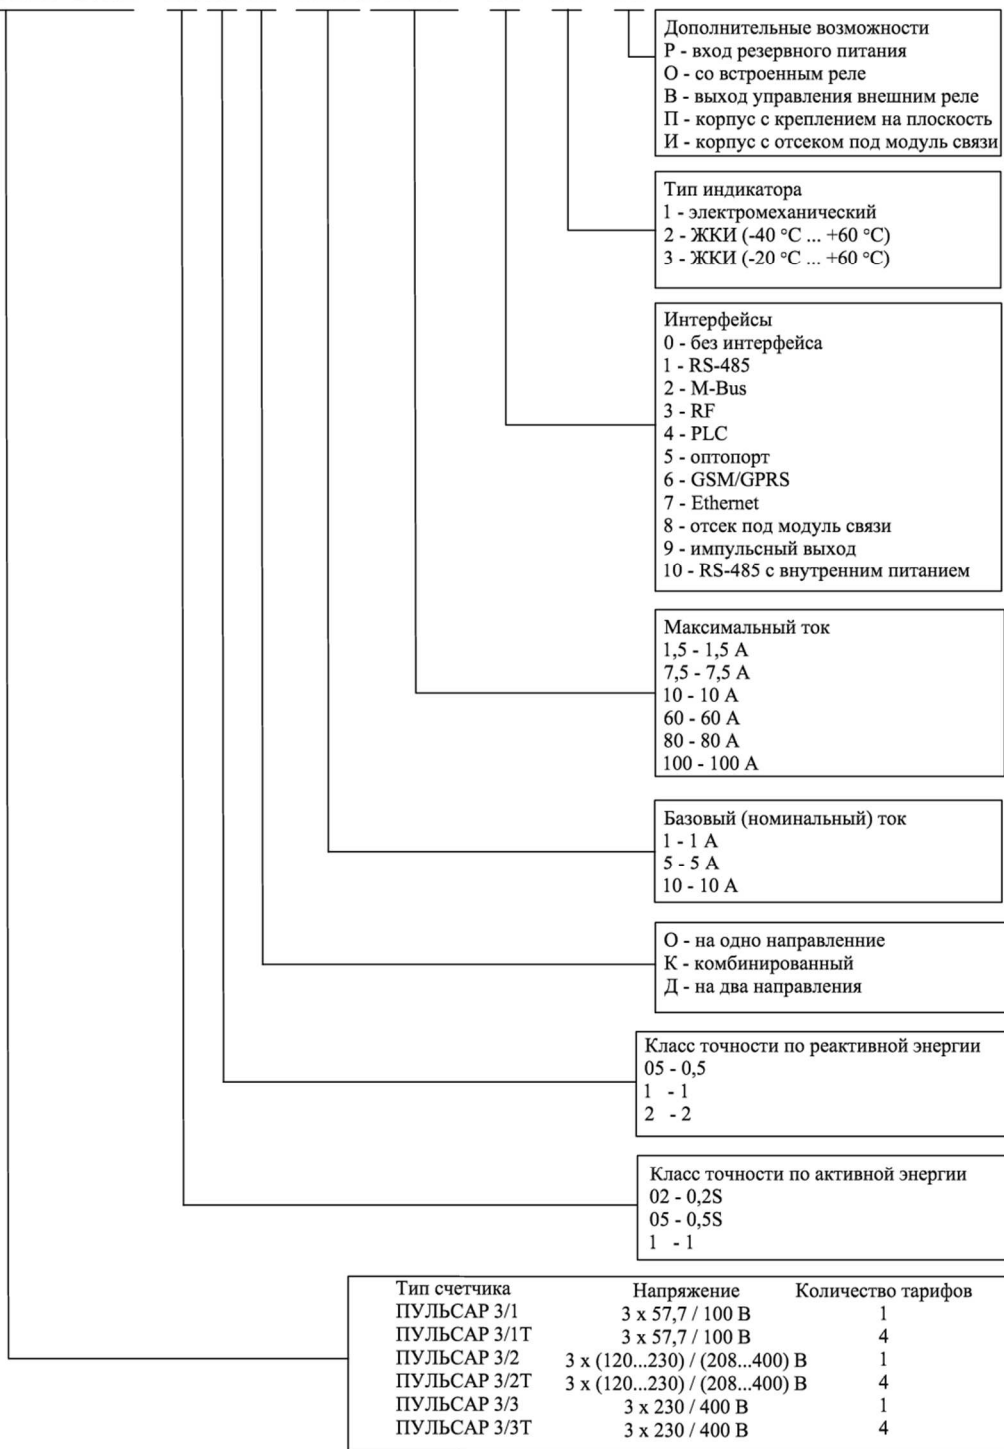 Дополнительные возможности
Р - вход резервного питания
О - со встроенным реле
В - выход управления внешним реле
П - корпус с креплением на плоскость
И - корпус с отсеком под модуль связи
Тип индикатора
1 - электромеханический
2 - ЖКИ (-40 °С ... +60 °С)
3 - ЖКИ (-20 °С ... +60 °С)
Интерфейсы
0 - без интерфейса
1 - RS-485
2 - M-Bus
3 - RF
4 - PLC
5 - оптопорт
6 - GSM/GPRS
7 - Ethernet
8 - отсек под модуль связи
9 - импульсный выход
10 - RS-485 с внутренним питанием
Максимальный ток
1,5 - 1,5 А
7,5 - 7,5 А
10 - 10 А
60 - 60 А
80 - 80 А
100 - 100 А
Базовый (номинальный) ток
1 - 1 А
5 - 5 А
10 - 10 А
О - на одно направленние
К - комбинированный
Д - на два направления
Класс точности по реактивной энергии
05 - 0,5
1 - 1
2 - 2
Класс точности по активной энергии
02 - 0,2S
05 - 0,5S
1 - 1
Тип счетчика Напряжение Количество тарифов
ПУЛЬСАР 3/1 3 х 57,7 / 100 В 1
ПУЛЬСАР 3/1Т 3 х 57,7 / 100 В 4
ПУЛЬСАР 3/2 3 х (120...230) / (208...400) В 1
ПУЛЬСАР 3/2Т 3 х (120...230) / (208...400) В 4
ПУЛЬСАР 3/3 3 х 230 / 400 В 1
ПУЛЬСАР 3/3Т 3 х 230 / 400 В 4